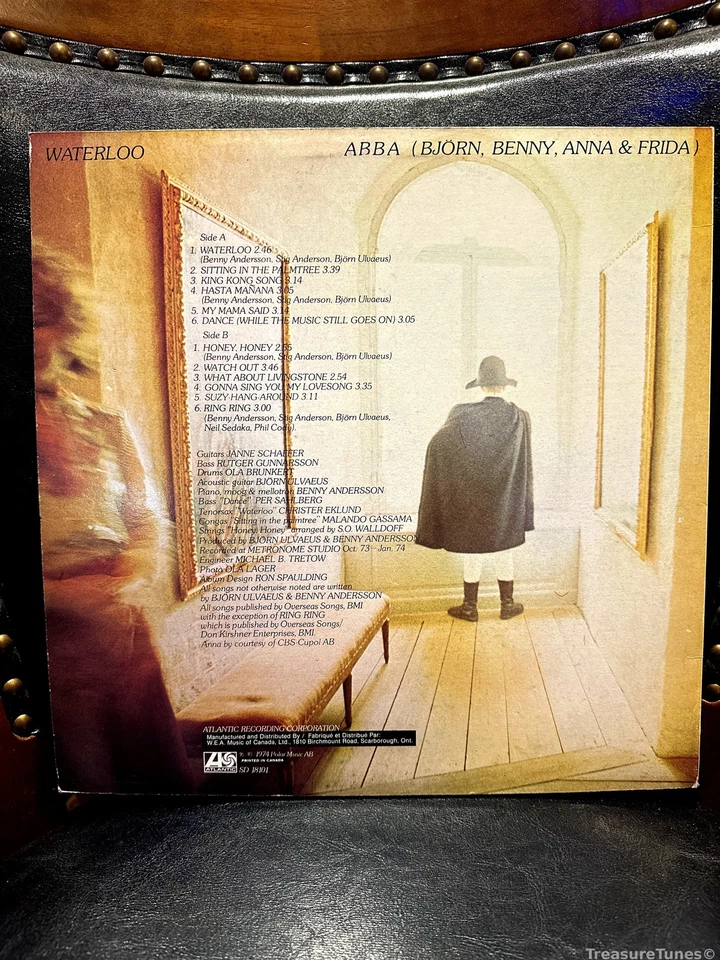 WATERLOO
ABBA (BJÖRN, BENNY, ANNA & FRIDA)
Side A
1. WATERLOO 2.46
(Benny Andersson, Stig Anderson, Björn Ulvaeus)
2. SITTING IN THE PALMTREE 3.39
3. KING KONG SONG 3.14
4. HASTA MAÑANA 3.05
(Benny Andersson, Stig Anderson, Björn Ulvaeus)
5. MY MAMA SAID 3.14
6. DANCE (WHILE THE MUSIC STILL GOES ON) 3.05
Side B
1. HONEY, HONEY 2.55
(Benny Andersson, Stig Anderson, Björn Ulvaeus)
2. WATCH OUT 3.46
3. WHAT ABOUT LIVINGSTONE 2.54
4. GONNA SING YOU MY LOVESONG 3.35
5. SUZY-HANG-AROUND 3.11
6. RING RING 3.00
(Benny Andersson, Stig Anderson, Björn Ulvaeus,
Neil Sedaka, Phil Cody).
Guitars JANNE SCHAFFER
Bass RUTGER GUNNARSSON
Drums OLA BRUNKERT
Acoustic guitar BJÖRN ULVAEUS
Piano, moog & mellotron BENNY ANDERSSON
Bass "Dance" PER SAHLBERG
Tenorsax "Waterloo" CHRISTER EKLUND
Congas "Sitting in the palmtree" MALANDO GASSAMA
Strings "Honey, Honey" arranged by S.O. WALLDOFF
Produced by BJÖRN ULVAEUS & BENNY ANDERSSON
Recorded at METRONOME STUDIO Oct. 73—Jan. 74
Engineer MICHAEL B. TRETOW
Photo OLA LAGER
Album Design RON SPAULDING
All songs not otherwise noted are written
by BJÖRN ULVAEUS & BENNY ANDERSSON
All songs published by Overseas Songs, BMI
with the exception of RING RING
which is published by Overseas Songs/
Don Kirshner Enterprises, BMI.
Anna by courtesy of CBS-Cupol AB
ATLANTIC RECORDING CORPORATION
Manufactured and Distributed By / Fabriqué et Distribué Par:
W.E.A. Music of Canada, Ltd., 1810 Birchmount Road, Scarborough, Ont.
ATLANTIC
℗ © 1974 Polar Music AB
PRINTED IN CANADA
SD 18101
TreasureTunes©